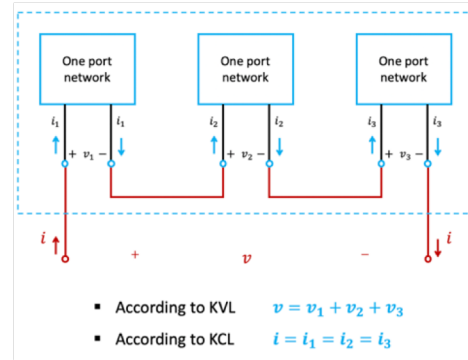 One port network
One port network
One port network
i₁ i₁ i₂ i₂ i₃ i₃
+ v₁ − + v₂ − + v₃ −
i + v − i
▪ According to KVL v = v₁ + v₂ + v₃
▪ According to KCL i = i₁ = i₂ = i₃